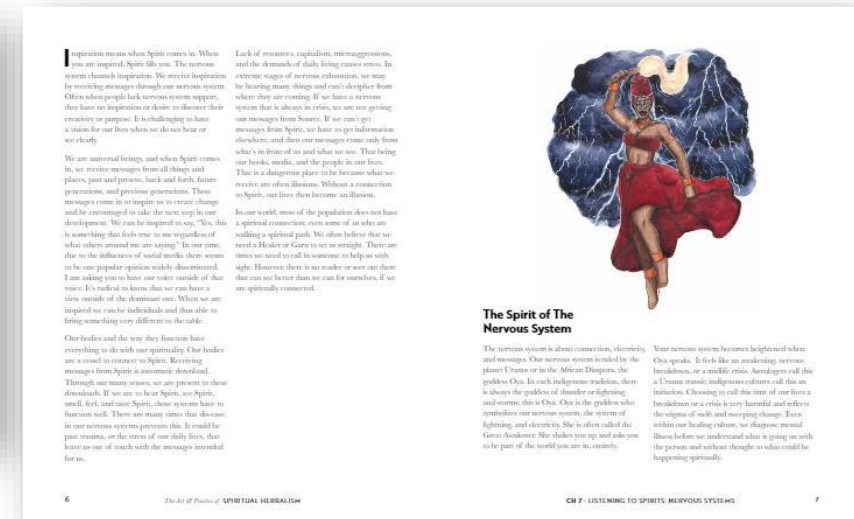 Inspiration means when Spirit comes in. When
you are inspired, Spirit fills you. The nervous
system channels inspiration. We receive inspiration
by receiving messages through our nervous system.
Often when people lack nervous system support,
they have no inspiration or desire to discover their
creativity or purpose. It is challenging to have
a vision for our lives when we do not hear or
see clearly.
We are universal beings, and when Spirit comes
in, we receive messages from all things and
places, past and present, back and forth, future
generations, and previous generations. These
messages come in to inspire us to create change
and be encouraged to take the next step in our
development. We can be inspired to say, “Yes, this
is something that feels true to me regardless of
what others around me are saying.” In our time,
due to the influences of social media there seems
to be one popular opinion widely disseminated.
I am asking you to have our voice outside of that
voice. It's radical to know that we can have a
view outside of the dominant one. When we are
inspired we can be individuals and thus able to
bring something very different to the table.
Our bodies and the way they function have
everything to do with our spirituality. Our bodies
are a vessel to connect to Spirit. Receiving
messages from Spirit is automatic download.
Through our many senses, we are present to these
downloads. If we are to hear Spirit, see Spirit,
smell, feel, and taste Spirit, these systems have to
function well. There are many times that dis-ease
in our nervous systems prevents this. It could be
past trauma, or the stress of our daily lives, that
leave us out of touch with the messages intended
for us.
Lack of resources, capitalism, microaggressions,
and the demands of daily living causes stress. In
extreme stages of nervous exhaustion, we may
be hearing many things and can't decipher from
where they are coming. If we have a nervous
system that is always in crisis, we are not getting
our messages from Source. If we can't get
messages from Spirit, we have to get information
elsewhere, and then our messages come only from
what's in front of us and what we see. That being
our books, media, and the people in our lives.
That is a dangerous place to be because what we
receive are often illusions. Without a connection
to Spirit, our lives then become an illusion.
In our world, most of the population does not have
a spiritual connection; even some of us who are
walking a spiritual path. We often believe that we
need a Healer or Guru to set us straight. There are
times we need to call in someone to help us with
sight. However, there is no reader or seer out there
that can see better than we can for ourselves, if we
are spiritually connected.
6
The Art & Practice of SPIRITUAL HERBALISM
The Spirit of The
Nervous System
The nervous system is about connection, electricity,
and messages. Our nervous system is ruled by the
planet Uranus or in the African Diaspora, the
goddess Oya. In each indigenous tradition, there
is always the goddess of thunder or lightning
and storms; this is Oya. Oya is the goddess who
symbolizes our nervous system, the system of
lightning, and electricity. She is often called the
Great Awakener. She shakes you up and asks you
to be part of the world you are in, entirely.
Your nervous system becomes heightened when
Oya speaks. It feels like an awakening, nervous
breakdown, or a midlife crisis. Astrologers call this
a Uranus transit; indigenous cultures call this an
initiation. Choosing to call this time of our lives a
breakdown or a crisis is very harmful and reflects
the stigma of swift and sweeping change. Even
within our healing culture, we diagnose mental
illness before we understand what is going on with
the person and without thought to what could be
happening spiritually.
CH 7 - LISTENING TO SPIRITS: NERVOUS SYSTEMS
7